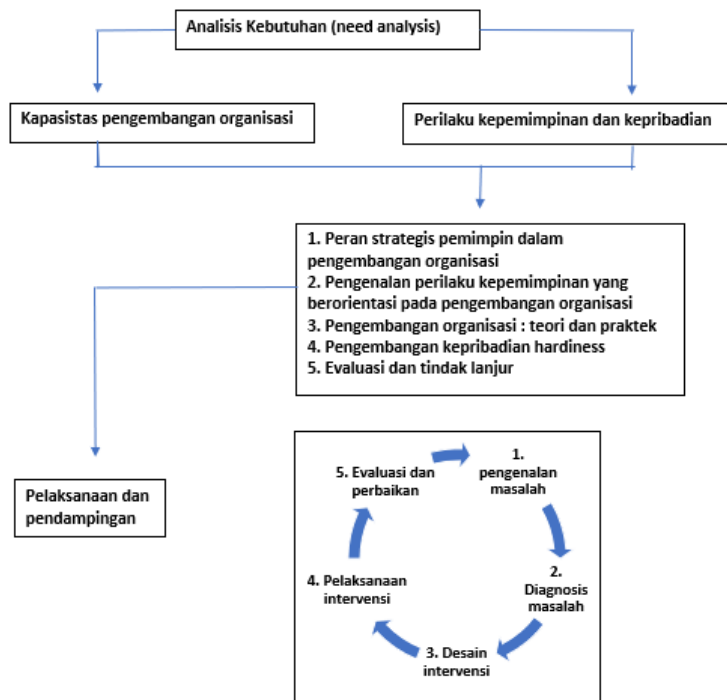 Analisis Kebutuhan (need analysis)
Kapasistas pengembangan organisasi
Perilaku kepemimpinan dan kepribadian
1. Peran strategis pemimpin dalam
pengembangan organisasi
2. Pengenalan perilaku kepemimpinan yang
berorientasi pada pengembangan organisasi
3. Pengembangan organisasi : teori dan praktek
4. Pengembangan kepribadian hardiness
5. Evaluasi dan tindak lanjur
Pelaksanaan dan
pendampingan
1.
pengenalan
masalah
2.
Diagnosis
masalah
3. Desain
intervensi
4. Pelaksanaan
intervensi
5. Evaluasi dan
perbaikan